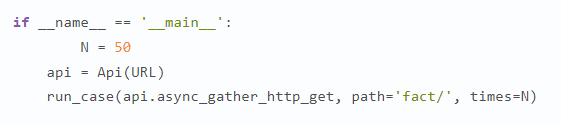 if __name__ == '__main__':
        N = 50
    api = Api(URL)
    run_case(api.async_gather_http_get, path='fact/', times=N)